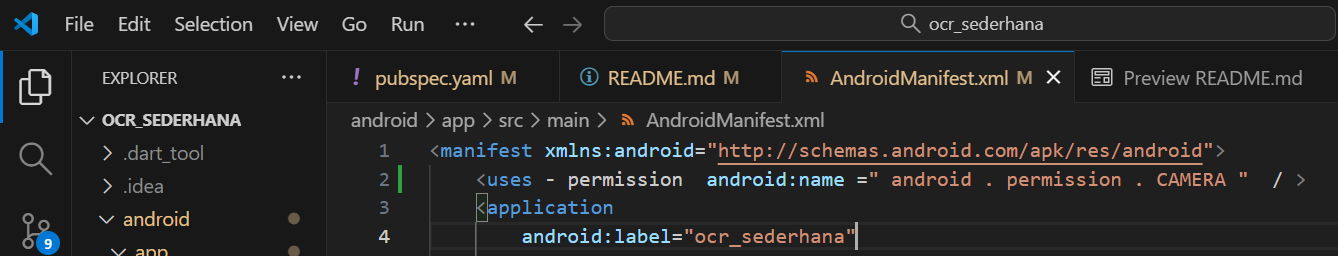 File Edit Selection View Go Run ··· ← → ocr_sederhana
EXPLORER ···
pubspec.yaml M README.md M AndroidManifest.xml M Preview README.md
OCR_SEDERHANA
android > app > src > main > AndroidManifest.xml
.dart_tool
1 <manifest xmlns:android="http://schemas.android.com/apk/res/android">
.idea
2 <uses - permission  android:name =" android . permission . CAMERA "  / >
android
3 <application
9
app
4 android:label="ocr_sederhana"